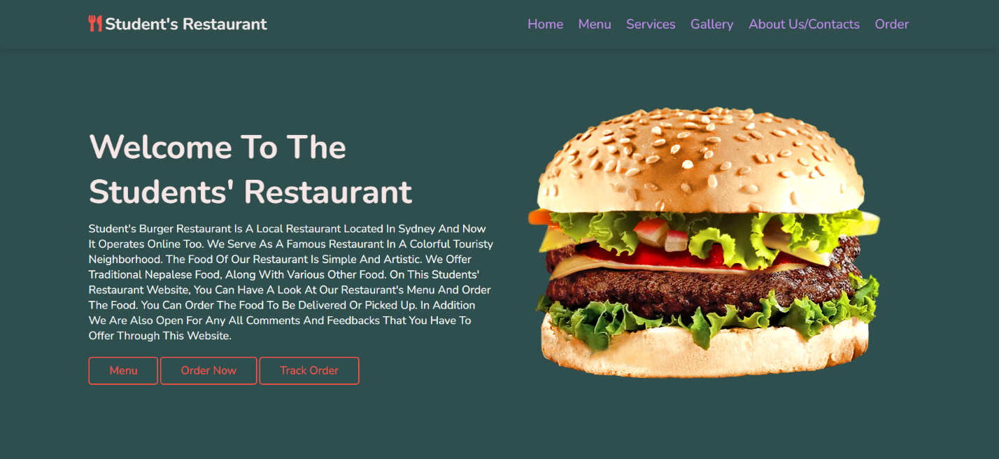 Student's Restaurant
Home Menu Services Gallery About Us/Contacts Order
Welcome To The
Students' Restaurant
Student's Burger Restaurant Is A Local Restaurant Located In Sydney And Now
It Operates Online Too. We Serve As A Famous Restaurant In A Colorful Touristy
Neighborhood. The Food Of Our Restaurant Is Simple And Artistic. We Offer
Traditional Nepalese Food, Along With Various Other Food. On This Students'
Restaurant Website, You Can Have A Look At Our Restaurant's Menu And Order
The Food. You Can Order The Food To Be Delivered Or Picked Up. In Addition
We Are Also Open For Any All Comments And Feedbacks That You Have To
Offer Through This Website.
Menu Order Now Track Order